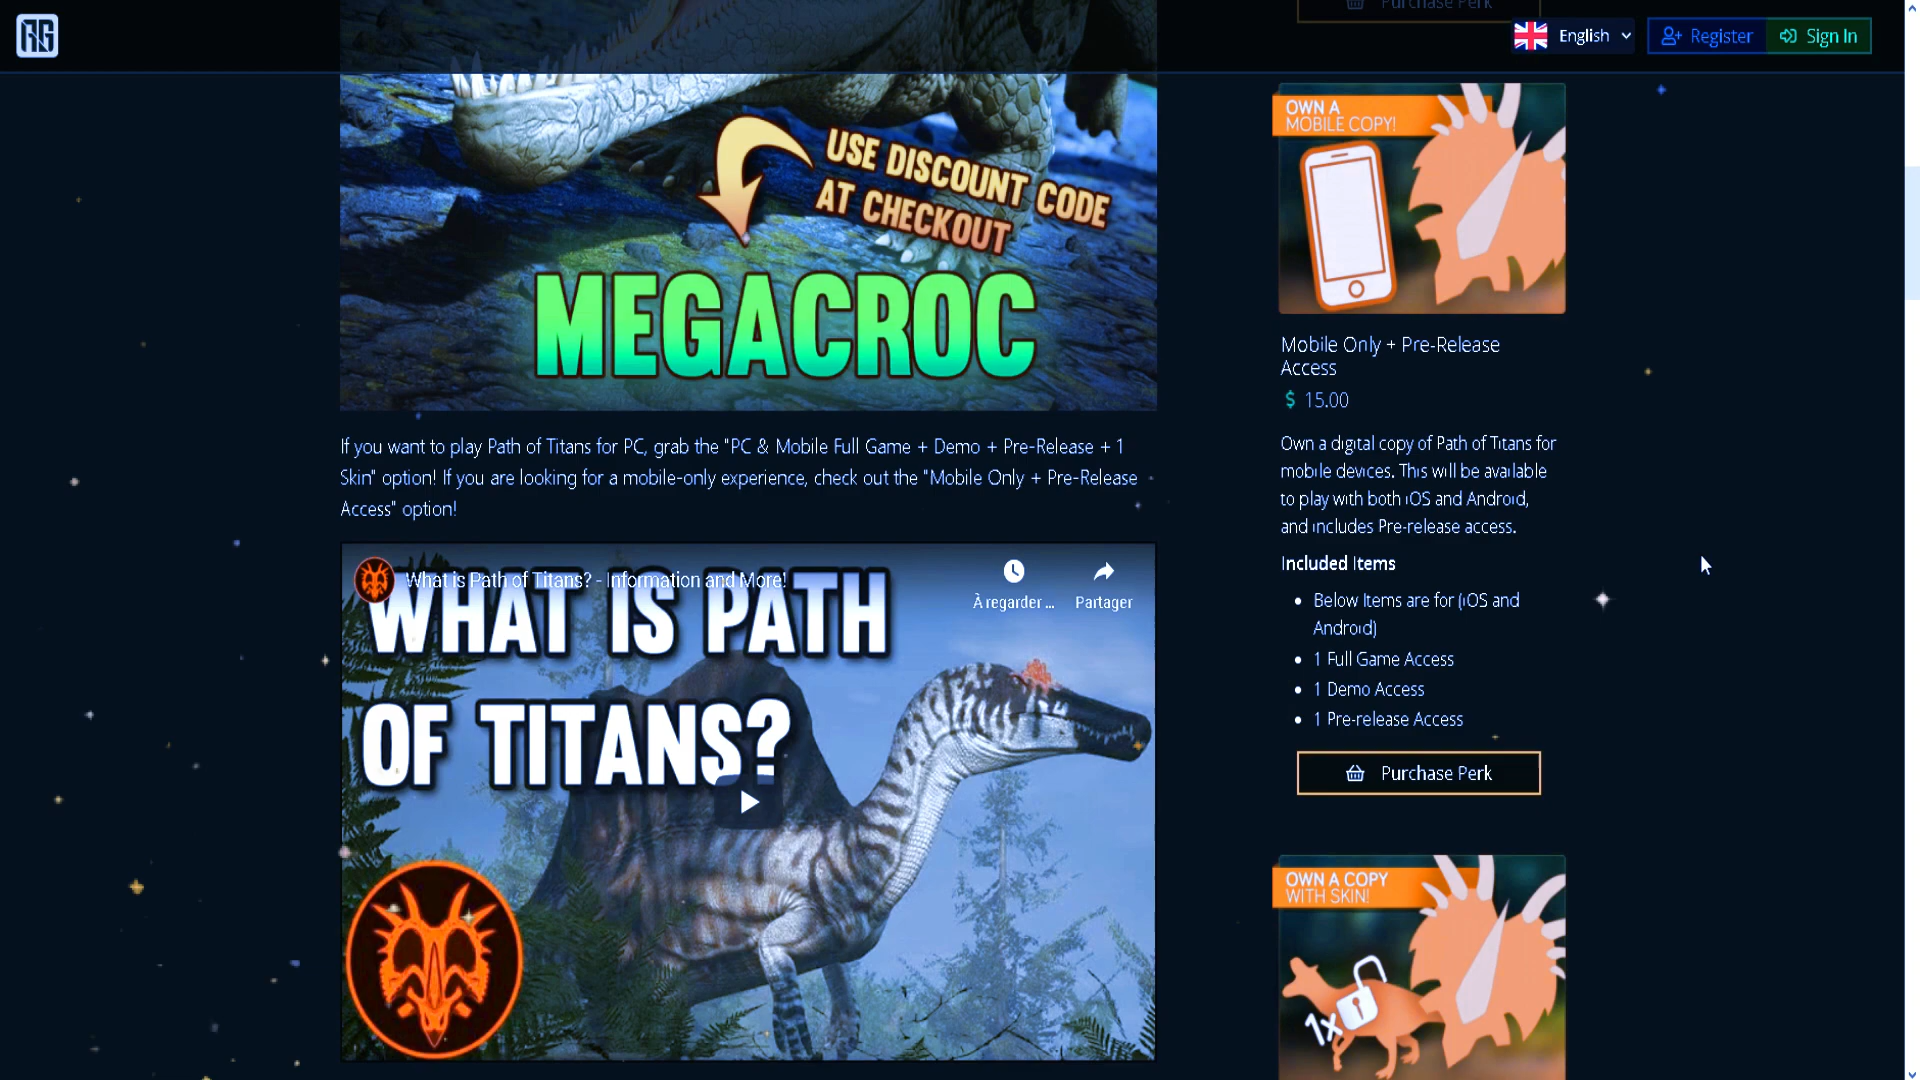 Purchase Perk
English
Register
Sign In
USE DISCOUNT CODE
AT CHECKOUT
MEGACROC
If you want to play Path of Titans for PC, grab the "PC & Mobile Full Game + Demo + Pre-Release + 1
Skin" option! If you are looking for a mobile-only experience, check out the "Mobile Only + Pre-Release
Access" option!
What is Path of Titans? - Information and More!
À regarder ...
Partager
WHAT IS PATH
OF TITANS?
OWN A
MOBILE COPY!
Mobile Only + Pre-Release
Access
$ 15.00
Own a digital copy of Path of Titans for
mobile devices. This will be available
to play with both iOS and Android,
and includes Pre-release access.
Included Items
Below Items are for (iOS and
Android)
1 Full Game Access
1 Demo Access
1 Pre-release Access
Purchase Perk
OWN A COPY
WITH SKIN!
1x